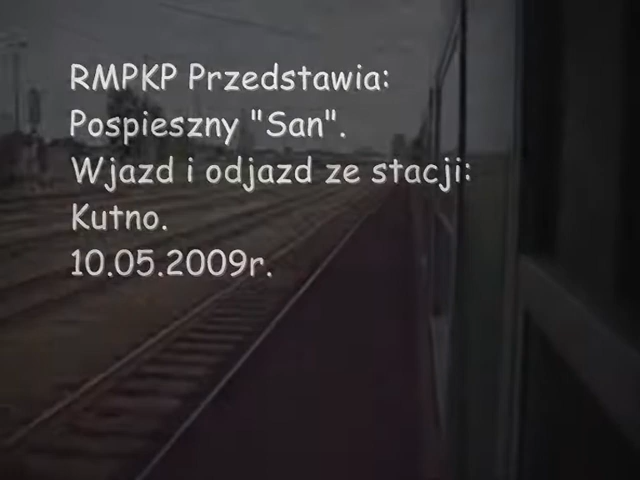 RMPKP Przedstawia:
Pospieszny "San".
Wjazd i odjazd ze stacji:
Kutno.
10.05.2009r.